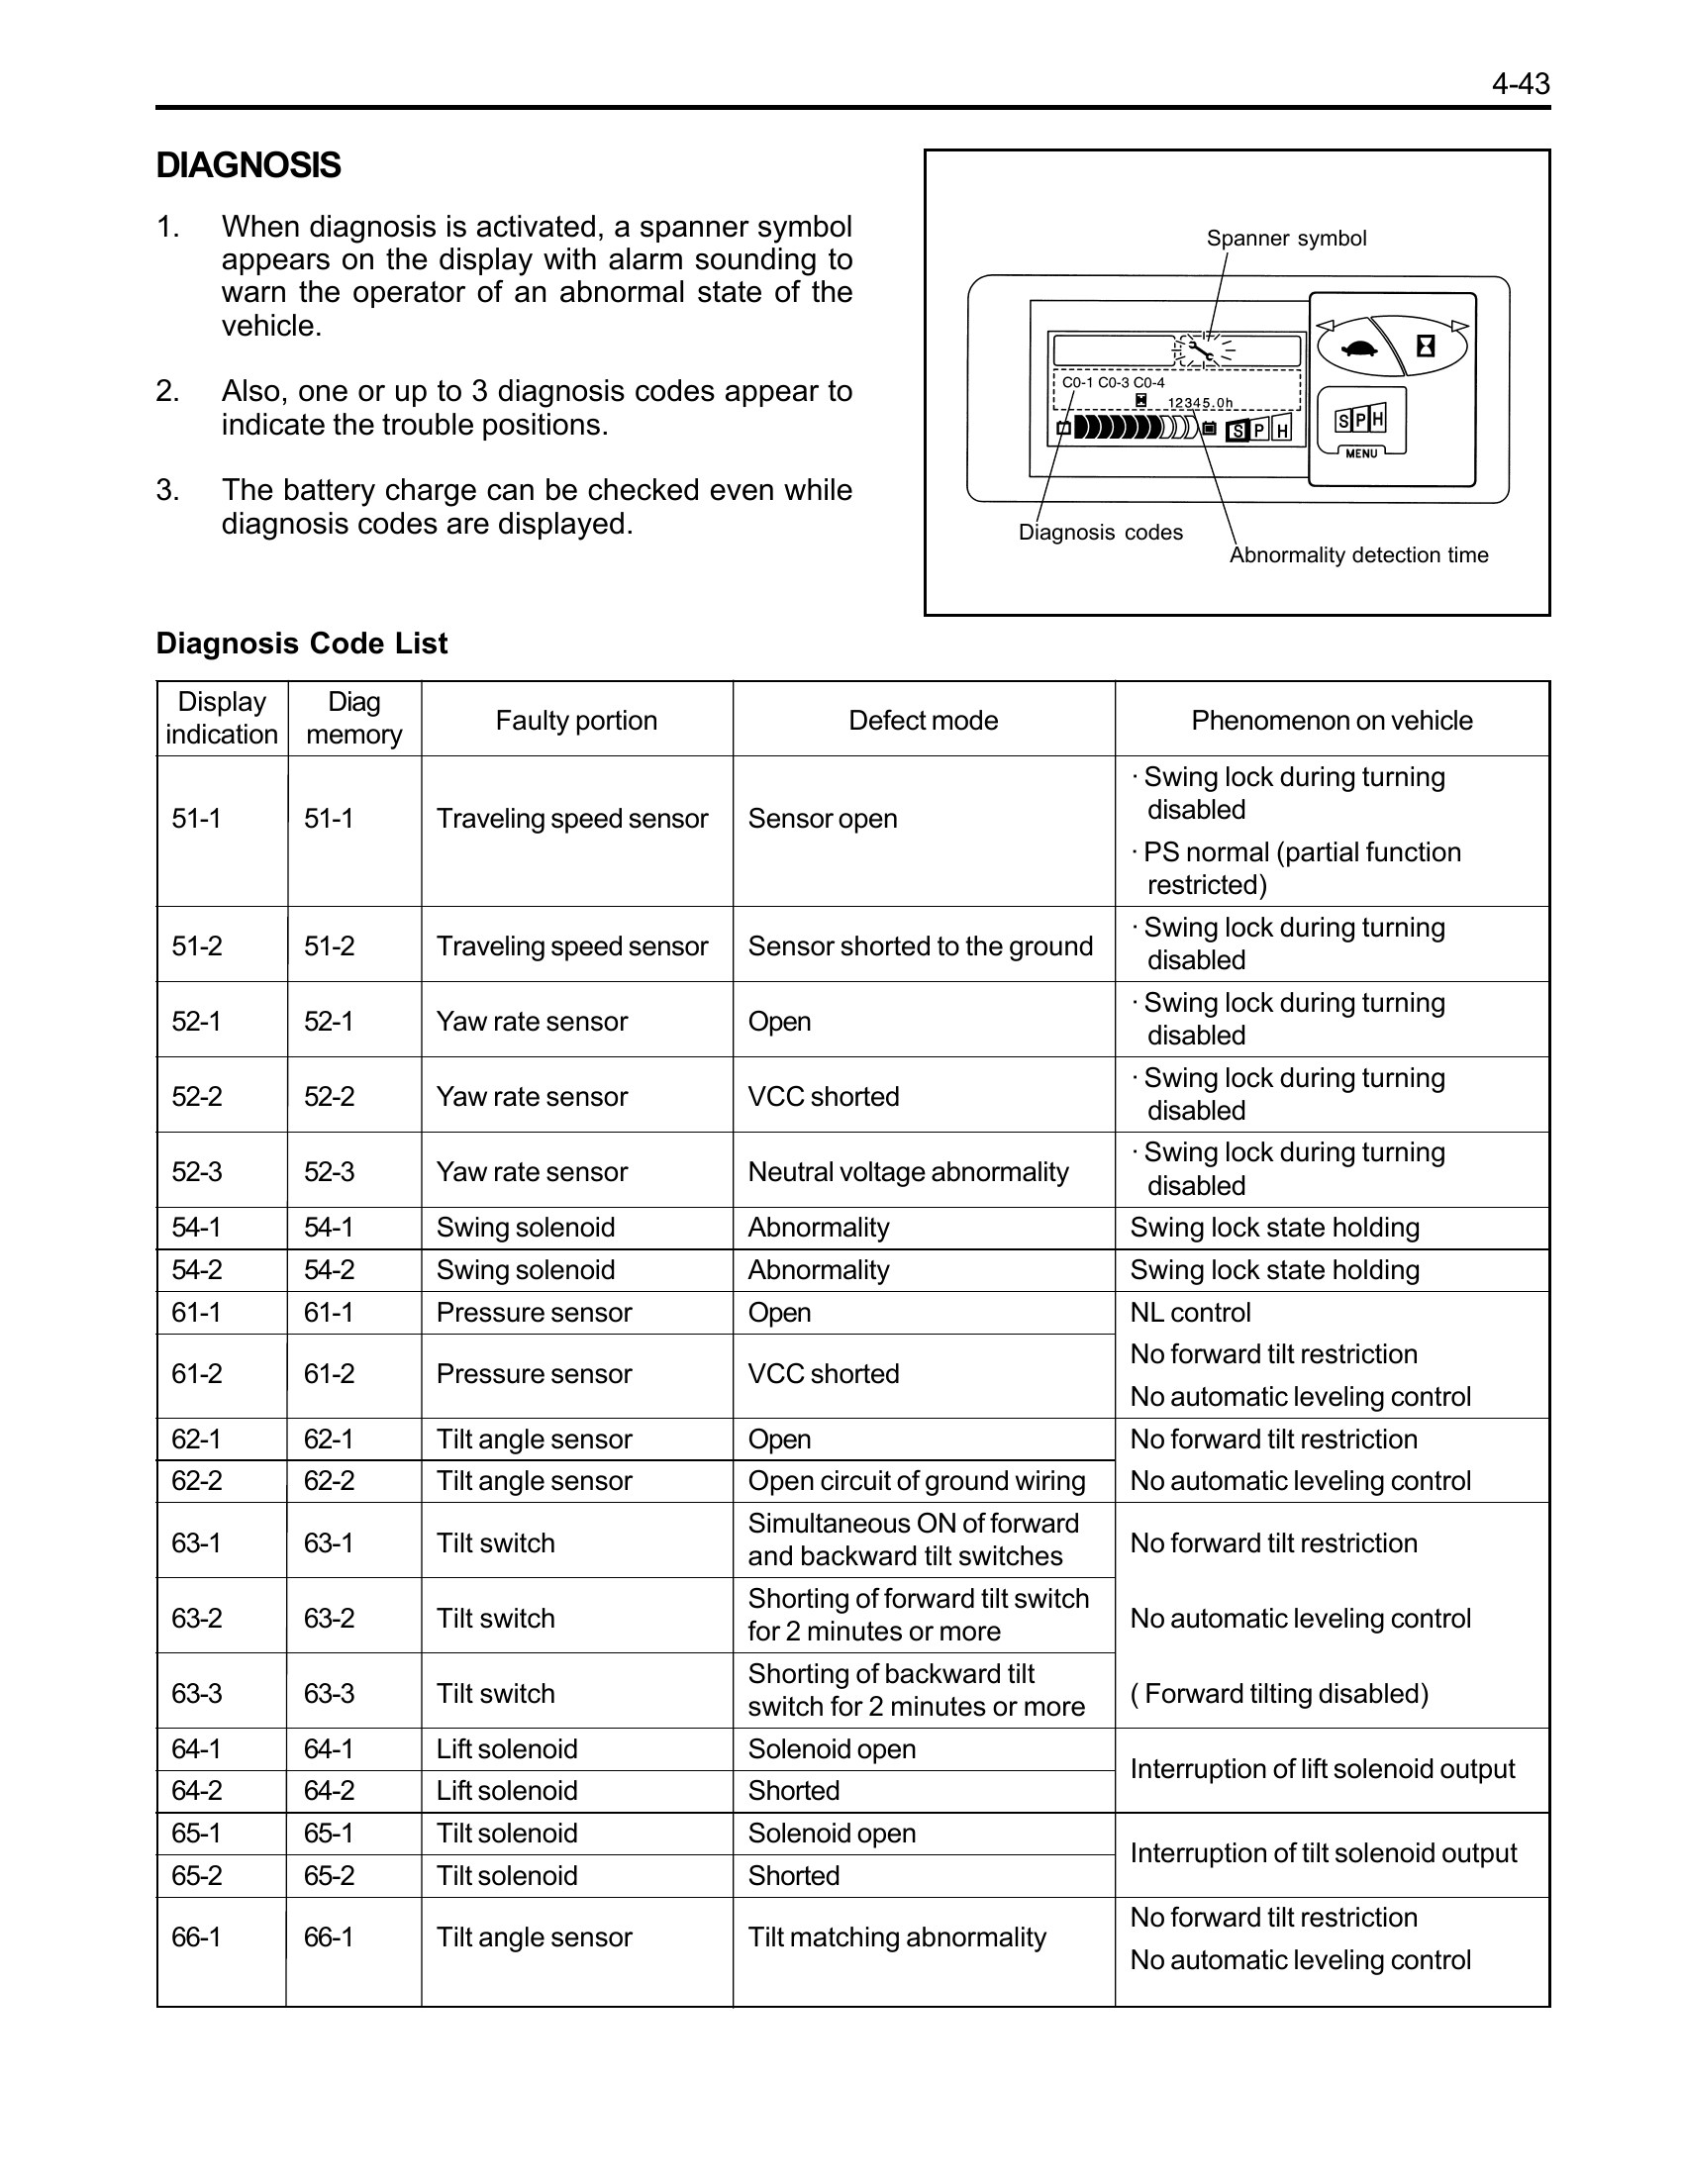 4-43
DIAGNOSIS
1. When diagnosis is activated, a spanner symbol
appears on the display with alarm sounding to
warn the operator of an abnormal state of the
vehicle.
2. Also, one or up to 3 diagnosis codes appear to
indicate the trouble positions.
3. The battery charge can be checked even while
diagnosis codes are displayed.
Spanner symbol
C0-1 C0-3 C0-4
12345.0h
S P H
S P H
MENU
Diagnosis codes
Abnormality detection time
Diagnosis Code List
Display indication Diag memory Faulty portion Defect mode Phenomenon on vehicle
51-1 51-1 Traveling speed sensor Sensor open · Swing lock during turning
disabled
· PS normal (partial function
restricted)
51-2 51-2 Traveling speed sensor Sensor shorted to the ground · Swing lock during turning
disabled
52-1 52-1 Yaw rate sensor Open · Swing lock during turning
disabled
52-2 52-2 Yaw rate sensor VCC shorted · Swing lock during turning
disabled
52-3 52-3 Yaw rate sensor Neutral voltage abnormality · Swing lock during turning
disabled
54-1 54-1 Swing solenoid Abnormality Swing lock state holding
54-2 54-2 Swing solenoid Abnormality Swing lock state holding
61-1 61-1 Pressure sensor Open NL control
No forward tilt restriction
61-2 61-2 Pressure sensor VCC shorted
No automatic leveling control
62-1 62-1 Tilt angle sensor Open No forward tilt restriction
62-2 62-2 Tilt angle sensor Open circuit of ground wiring No automatic leveling control
63-1 63-1 Tilt switch Simultaneous ON of forward
and backward tilt switches No forward tilt restriction
63-2 63-2 Tilt switch Shorting of forward tilt switch
for 2 minutes or more No automatic leveling control
63-3 63-3 Tilt switch Shorting of backward tilt
switch for 2 minutes or more ( Forward tilting disabled)
64-1 64-1 Lift solenoid Solenoid open Interruption of lift solenoid output
64-2 64-2 Lift solenoid Shorted
65-1 65-1 Tilt solenoid Solenoid open Interruption of tilt solenoid output
65-2 65-2 Tilt solenoid Shorted
66-1 66-1 Tilt angle sensor Tilt matching abnormality No forward tilt restriction
No automatic leveling control